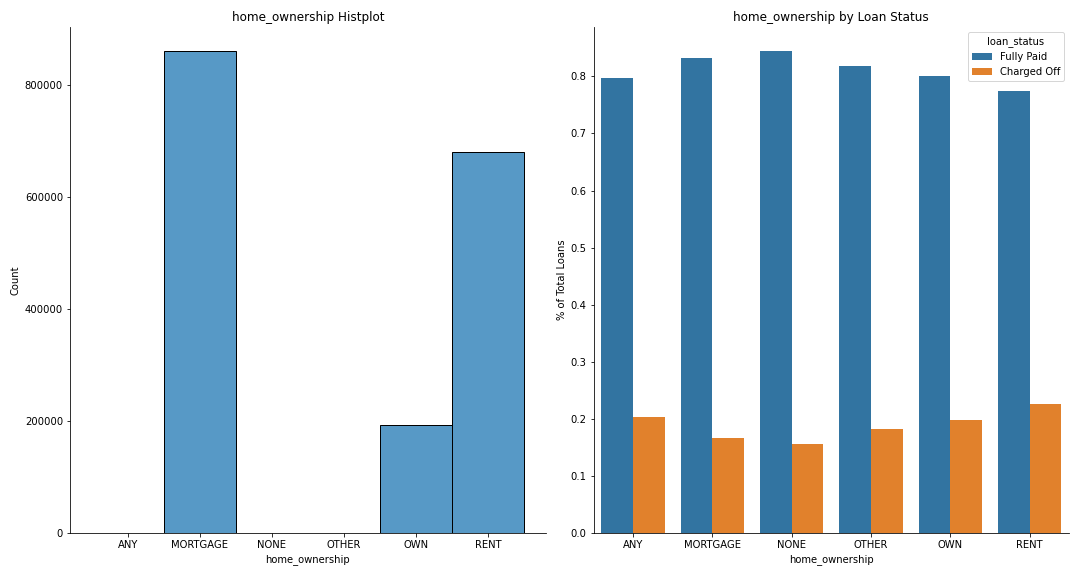 home_ownership Histplot
800000
600000
400000
200000
0
Count
ANY MORTGAGE NONE OTHER OWN RENT
home_ownership
home_ownership by Loan Status
loan_status
Fully Paid
Charged Off
0.8
0.7
0.6
0.5
0.4
0.3
0.2
0.1
0.0
% of Total Loans
ANY MORTGAGE NONE OTHER OWN RENT
home_ownership